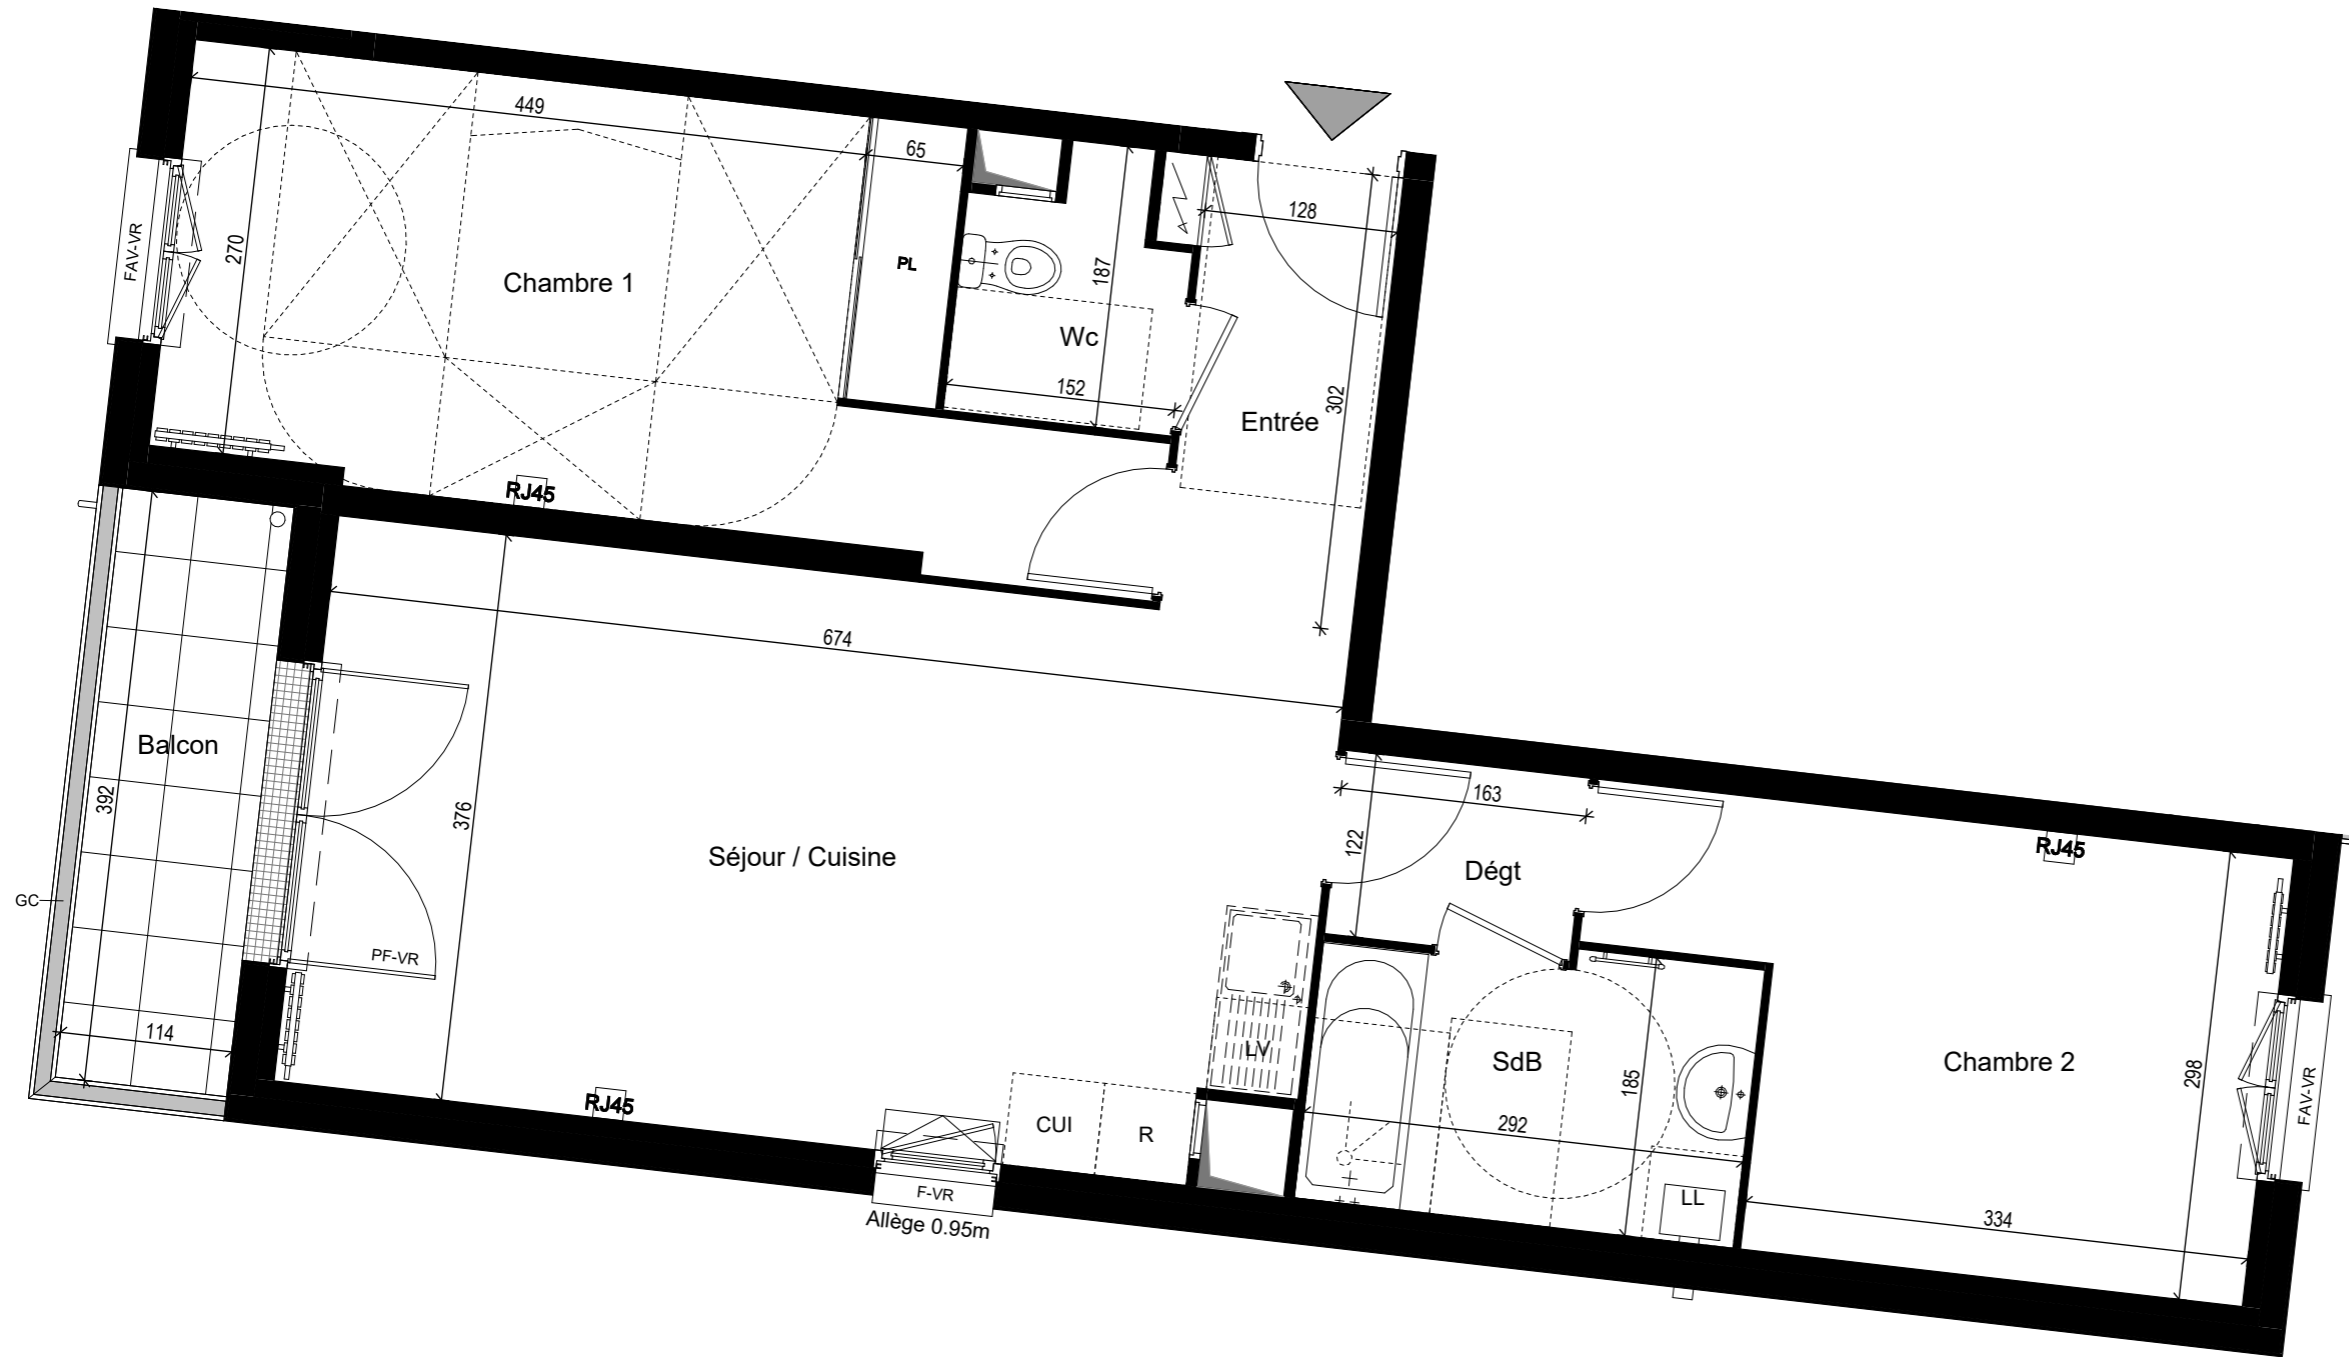 449
65
128
FAV-VR
270
Chambre 1
PL
187
Wc
152
302
Entrée
RJ45
674
Balcon
392
376
Séjour / Cuisine
163
122
Dégt
RJ45
GC
PF-VR
114
LV
SdB
185
Chambre 2
298
FAV-VR
RJ45
CUI
R
292
LL
F-VR
Allège 0.95m
334